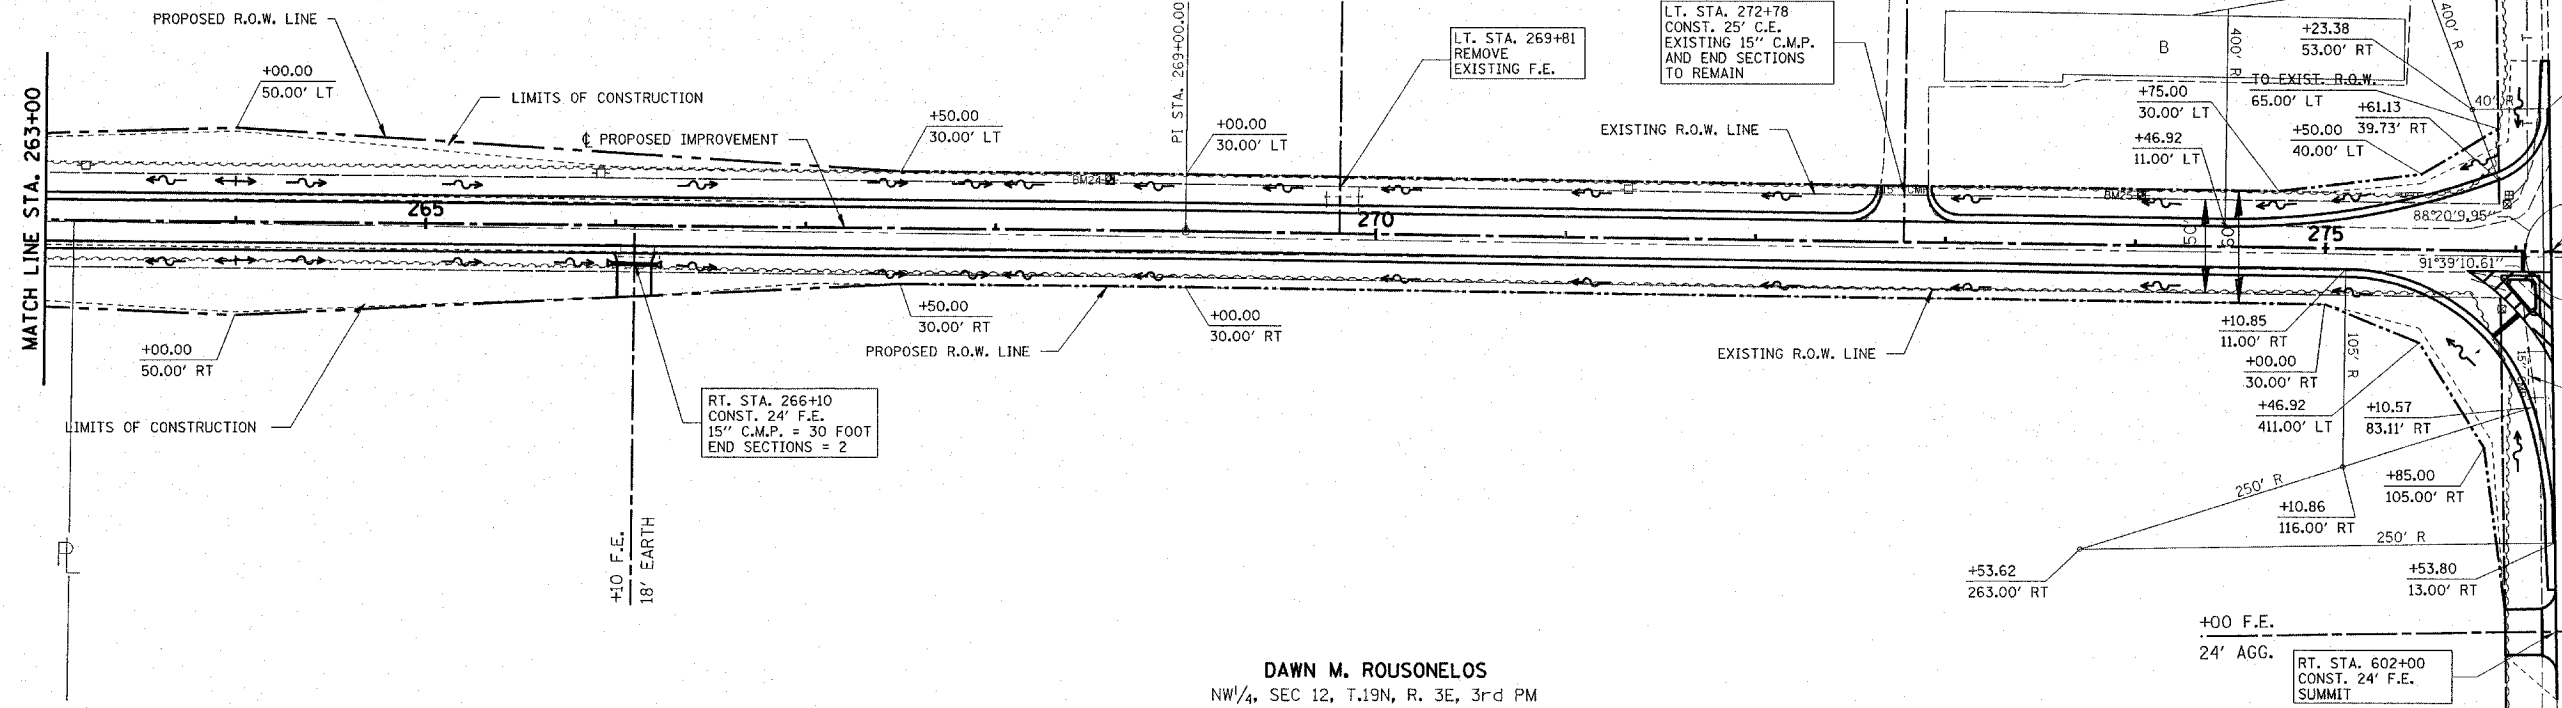 PROPOSED R.O.W. LINE
+00.00
50.00' LT
LIMITS OF CONSTRUCTION
℄ PROPOSED IMPROVEMENT
+50.00
30.00' LT
PI STA. 269+00.00
+00.00
30.00' LT
LT. STA. 269+81
REMOVE
EXISTING F.E.
EXISTING R.O.W. LINE
LT. STA. 272+78
CONST. 25' C.E.
EXISTING 15" C.M.P.
AND END SECTIONS
TO REMAIN
B
400' R
400' R
+23.38
53.00' RT
TO EXIST. R.O.W.
65.00' LT
+75.00
30.00' LT
40' R
+61.13
39.73' RT
+46.92
11.00' LT
+50.00
40.00' LT
MATCH LINE STA. 263+00
BM24
BM25
265
270
275
50'
60'
88°20'9.95"
91°39'10.61"
+00.00
50.00' RT
LIMITS OF CONSTRUCTION
+50.00
30.00' RT
PROPOSED R.O.W. LINE
+00.00
30.00' RT
EXISTING R.O.W. LINE
+10.85
11.00' RT
+00.00
30.00' RT
105' R
15"
+46.92
411.00' LT
+10.57
83.11' RT
RT. STA. 266+10
CONST. 24' F.E.
15" C.M.P. = 30 FOOT
END SECTIONS = 2
+10 F.E.
18' EARTH
PL
250' R
+85.00
105.00' RT
+10.86
116.00' RT
250' R
+53.62
263.00' RT
+53.80
13.00' RT
+00 F.E.
24' AGG.
RT. STA. 602+00
CONST. 24' F.E.
SUMMIT
DAWN M. ROUSONELOS
NW1/4, SEC 12, T.19N, R. 3E, 3rd PM